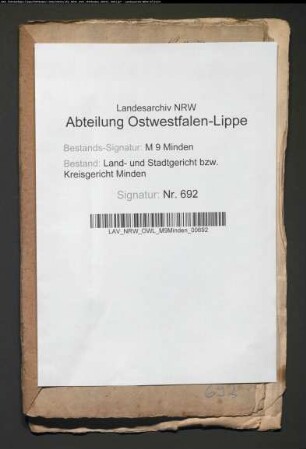 Landesarchiv NRW
Abteilung Ostwestfalen-Lippe
Bestands-Signatur: M 9 Minden
Bestand: Land- und Stadtgericht bzw.
Kreisgericht Minden
Signatur: Nr. 692
LAV_NRW_OWL_M9Minden_00692
692